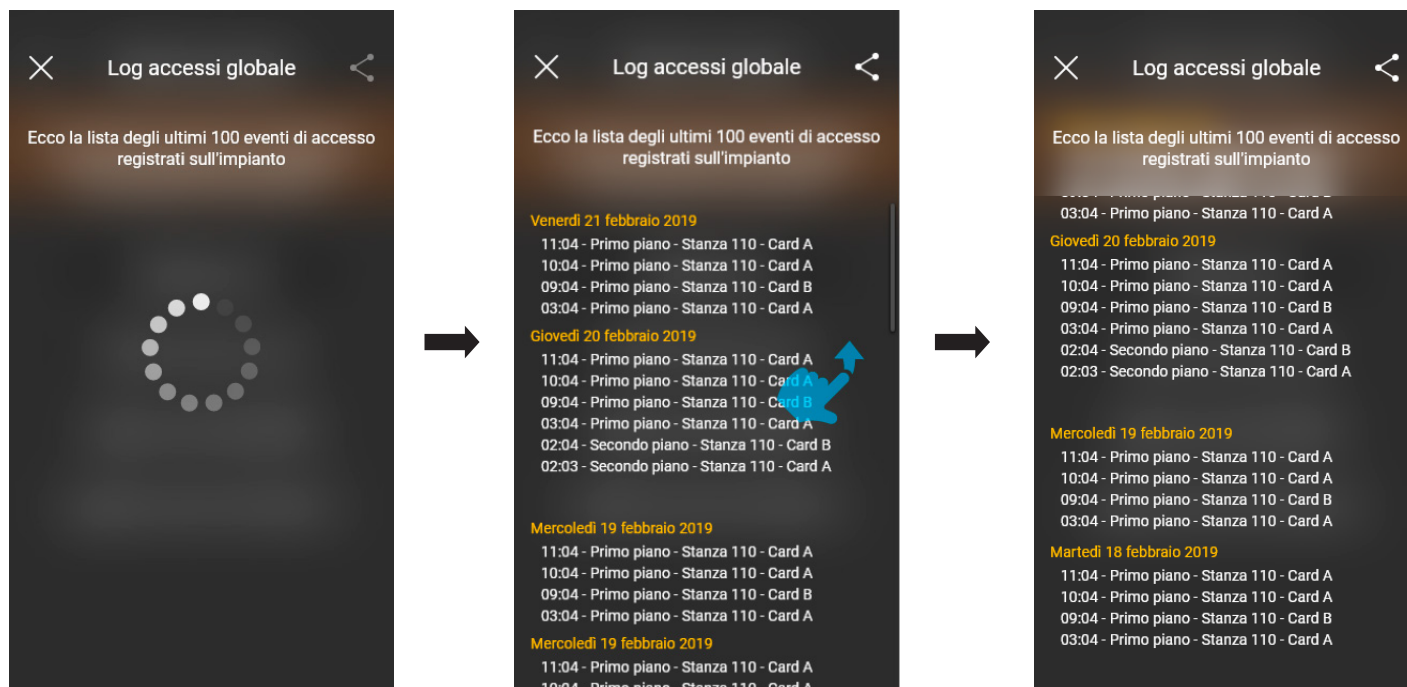 Log accessi globale
Ecco la lista degli ultimi 100 eventi di accesso
registrati sull'impianto
Log accessi globale
Ecco la lista degli ultimi 100 eventi di accesso
registrati sull'impianto
Venerdì 21 febbraio 2019
11:04 - Primo piano - Stanza 110 - Card A
10:04 - Primo piano - Stanza 110 - Card A
09:04 - Primo piano - Stanza 110 - Card B
03:04 - Primo piano - Stanza 110 - Card A
Giovedì 20 febbraio 2019
11:04 - Primo piano - Stanza 110 - Card A
10:04 - Primo piano - Stanza 110 - Card A
09:04 - Primo piano - Stanza 110 - Card B
03:04 - Primo piano - Stanza 110 - Card A
02:04 - Secondo piano - Stanza 110 - Card B
02:03 - Secondo piano - Stanza 110 - Card A
Mercoledì 19 febbraio 2019
11:04 - Primo piano - Stanza 110 - Card A
10:04 - Primo piano - Stanza 110 - Card A
09:04 - Primo piano - Stanza 110 - Card B
03:04 - Primo piano - Stanza 110 - Card A
Mercoledì 19 febbraio 2019
11:04 - Primo piano - Stanza 110 - Card A
Log accessi globale
Ecco la lista degli ultimi 100 eventi di accesso
registrati sull'impianto
03:04 - Primo piano - Stanza 110 - Card A
Giovedì 20 febbraio 2019
11:04 - Primo piano - Stanza 110 - Card A
10:04 - Primo piano - Stanza 110 - Card A
09:04 - Primo piano - Stanza 110 - Card B
03:04 - Primo piano - Stanza 110 - Card A
02:04 - Secondo piano - Stanza 110 - Card B
02:03 - Secondo piano - Stanza 110 - Card A
Mercoledì 19 febbraio 2019
11:04 - Primo piano - Stanza 110 - Card A
10:04 - Primo piano - Stanza 110 - Card A
09:04 - Primo piano - Stanza 110 - Card B
03:04 - Primo piano - Stanza 110 - Card A
Martedì 18 febbraio 2019
11:04 - Primo piano - Stanza 110 - Card A
10:04 - Primo piano - Stanza 110 - Card A
09:04 - Primo piano - Stanza 110 - Card B
03:04 - Primo piano - Stanza 110 - Card A